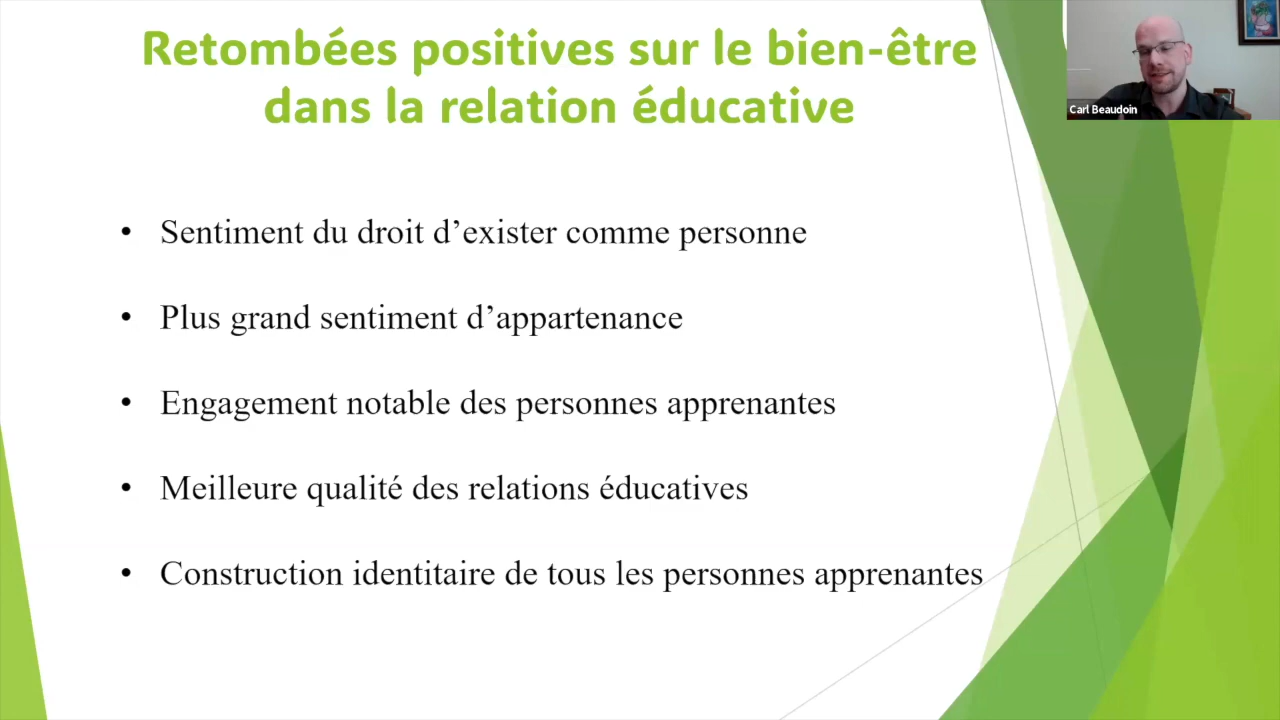 Retombées positives sur le bien-être
dans la relation éducative
Carl Beaudoin
• Sentiment du droit d’exister comme personne
• Plus grand sentiment d’appartenance
• Engagement notable des personnes apprenantes
• Meilleure qualité des relations éducatives
• Construction identitaire de tous les personnes apprenantes